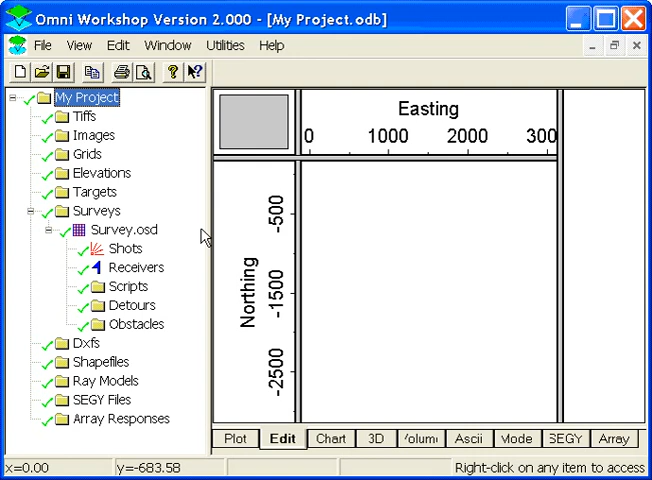 Omni Workshop Version 2.000 - [My Project.odb]
File View Edit Window Utilities Help
My Project
Tiffs
Images
Grids
Elevations
Targets
Surveys
Survey.osd
Shots
Receivers
Scripts
Detours
Obstacles
Dxfs
Shapefiles
Ray Models
SEGY Files
Array Responses
Easting
0 1000 2000 300
Northing
-500
-1500
-2500
Plot Edit Chart 3D Volume Ascii Mode SEGY Array
x=0.00 y=-683.58 Right-click on any item to access